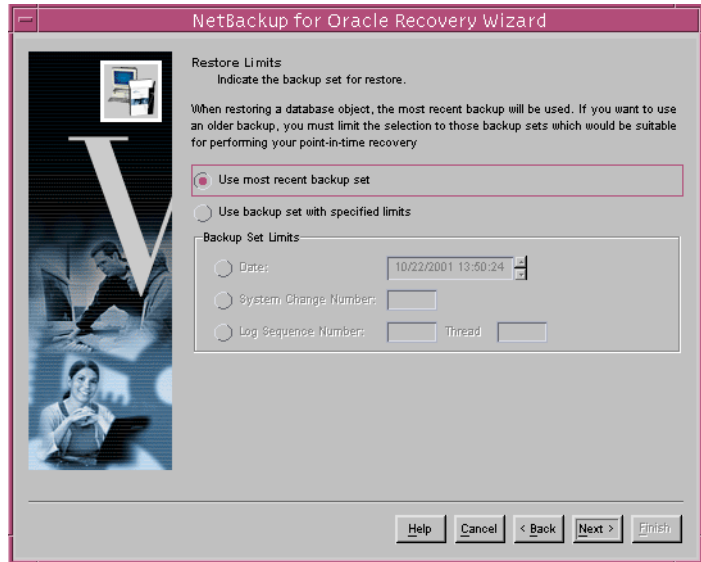 NetBackup for Oracle Recovery Wizard
Restore Limits
Indicate the backup set for restore.
When restoring a database object, the most recent backup will be used. If you want to use
an older backup, you must limit the selection to those backup sets which would be suitable
for performing your point-in-time recovery
Use most recent backup set
Use backup set with specified limits
Backup Set Limits
Date: 10/22/2001 13:50:24
System Change Number:
Log Sequence Number: Thread
Help Cancel < Back Next > Finish